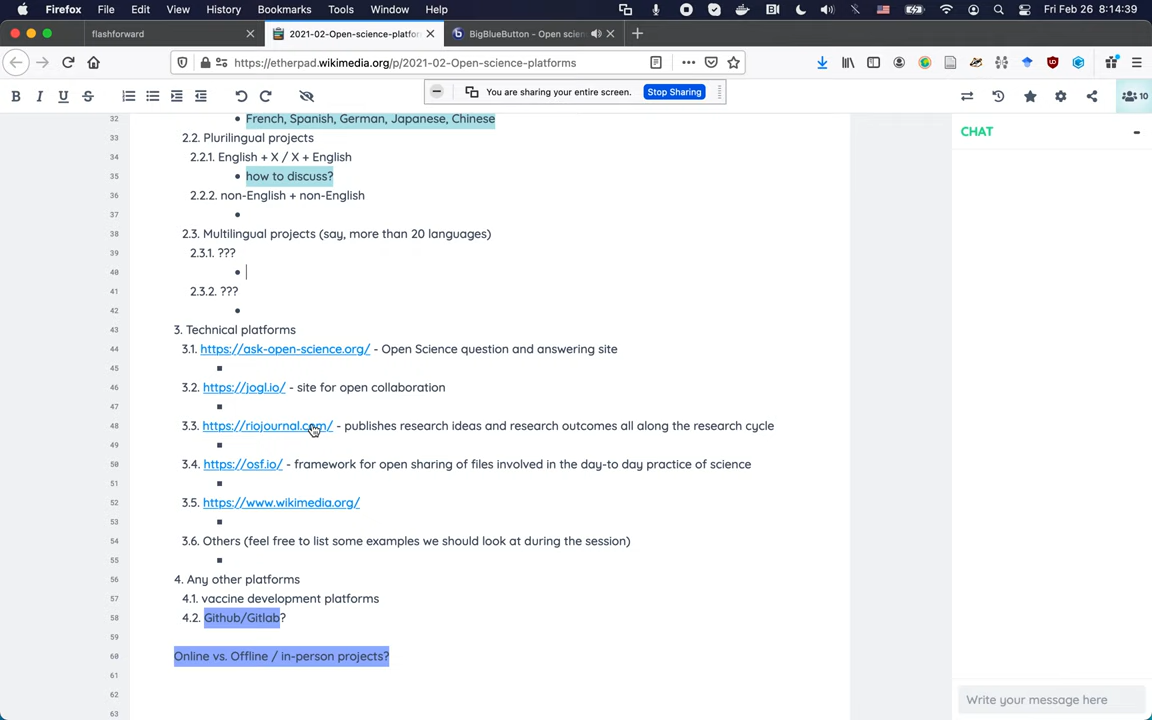 Firefox File Edit View History Bookmarks Tools Window Help Fri Feb 26 8:14:39
flashforward 2021-02-Open-science-platfor BigBlueButton - Open scien
https://etherpad.wikimedia.org/p/2021-02-Open-science-platforms
You are sharing your entire screen. Stop Sharing
B I U S 10
CHAT
32 French, Spanish, German, Japanese, Chinese
33 2.2. Plurilingual projects
34 2.2.1. English + X / X + English
35 how to discuss?
36 2.2.2. non-English + non-English
37
38 2.3. Multilingual projects (say, more than 20 languages)
39 2.3.1. ???
40
41 2.3.2. ???
42
43 3. Technical platforms
44 3.1. https://ask-open-science.org/ - Open Science question and answering site
45
46 3.2. https://jogl.io/ - site for open collaboration
47
48 3.3. https://riojournal.com/ - publishes research ideas and research outcomes all along the research cycle
49
50 3.4. https://osf.io/ - framework for open sharing of files involved in the day-to day practice of science
51
52 3.5. https://www.wikimedia.org/
53
54 3.6. Others (feel free to list some examples we should look at during the session)
55
56 4. Any other platforms
57 4.1. vaccine development platforms
58 4.2. Github/Gitlab?
59
60 Online vs. Offline / in-person projects?
61
62
63
Write your message here